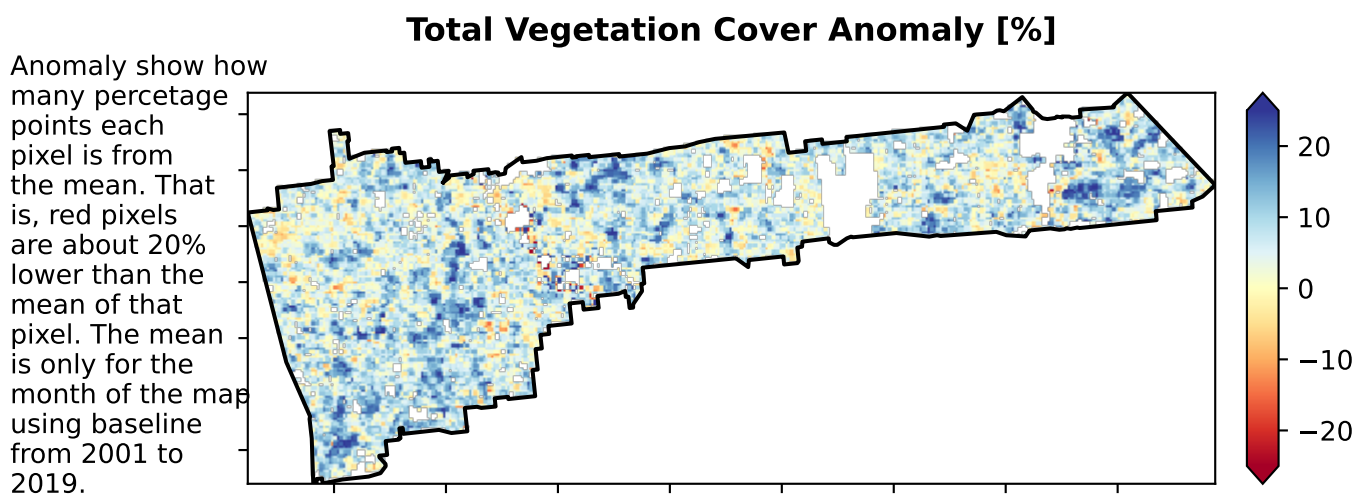 Total Vegetation Cover Anomaly [%]
Anomaly show how
many percetage
points each
pixel is from
the mean. That
is, red pixels
are about 20%
lower than the
mean of that
pixel. The mean
is only for the
month of the map
using baseline
from 2001 to
2019.
20
10
0
−10
−20